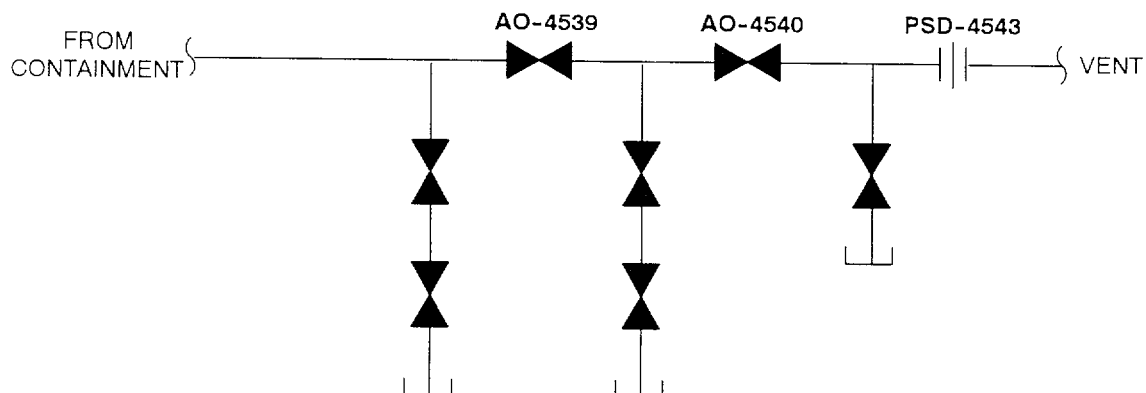 AO-4539
AO-4540
PSD-4543
FROM
CONTAINMENT
VENT